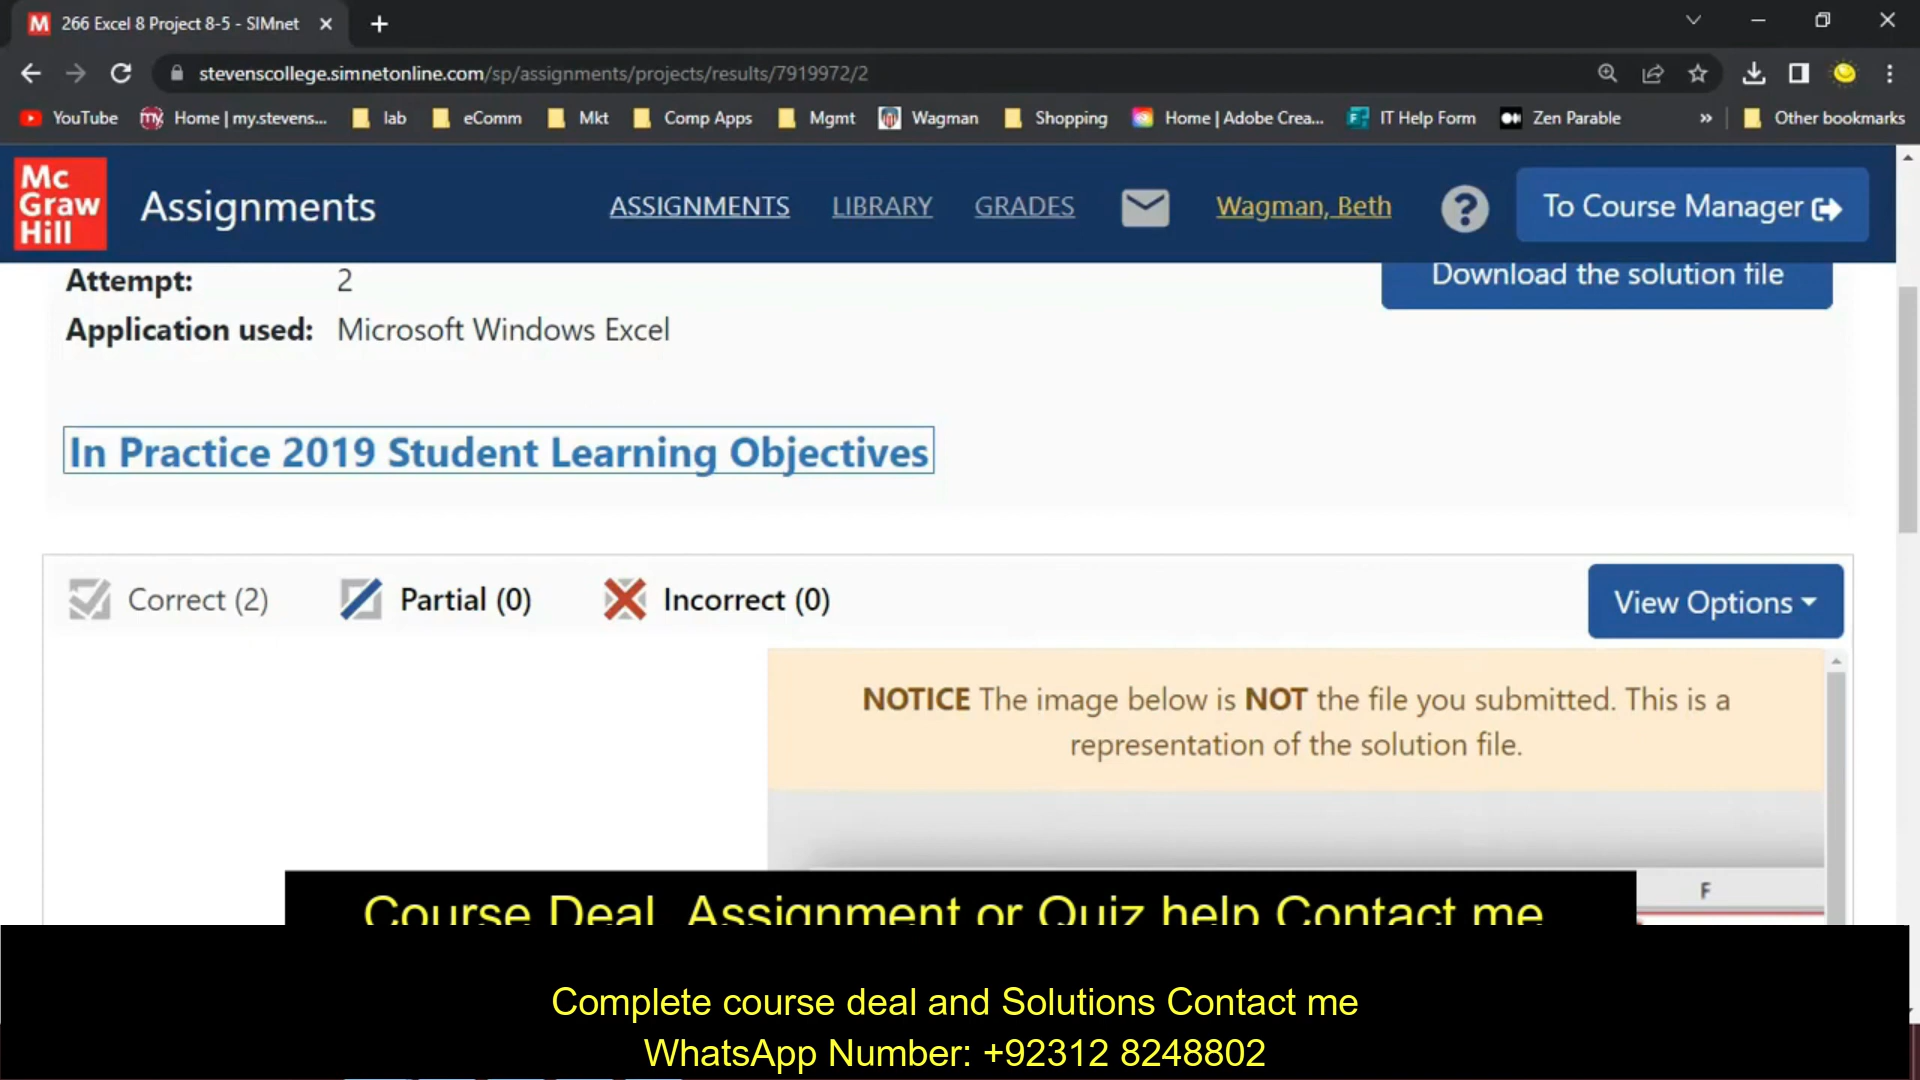 266 Excel 8 Project 8-5 - SIMnet
stevenscollege.simnetonline.com/sp/assignments/projects/results/7919972/2
YouTube
Home | my.stevens...
lab
eComm
Mkt
Comp Apps
Mgmt
Wagman
Shopping
Home | Adobe Crea...
IT Help Form
Zen Parable
»
Other bookmarks
Mc
Graw
Hill
Assignments
ASSIGNMENTS
LIBRARY
GRADES
Wagman, Beth
To Course Manager
Attempt: 2
Download the solution file
Application used: Microsoft Windows Excel
In Practice 2019 Student Learning Objectives
Correct (2)
Partial (0)
Incorrect (0)
View Options
NOTICE The image below is NOT the file you submitted. This is a
representation of the solution file.
F
Course Deal, Assignment or Quiz help Contact me
Complete course deal and Solutions Contact me
WhatsApp Number: +92312 8248802